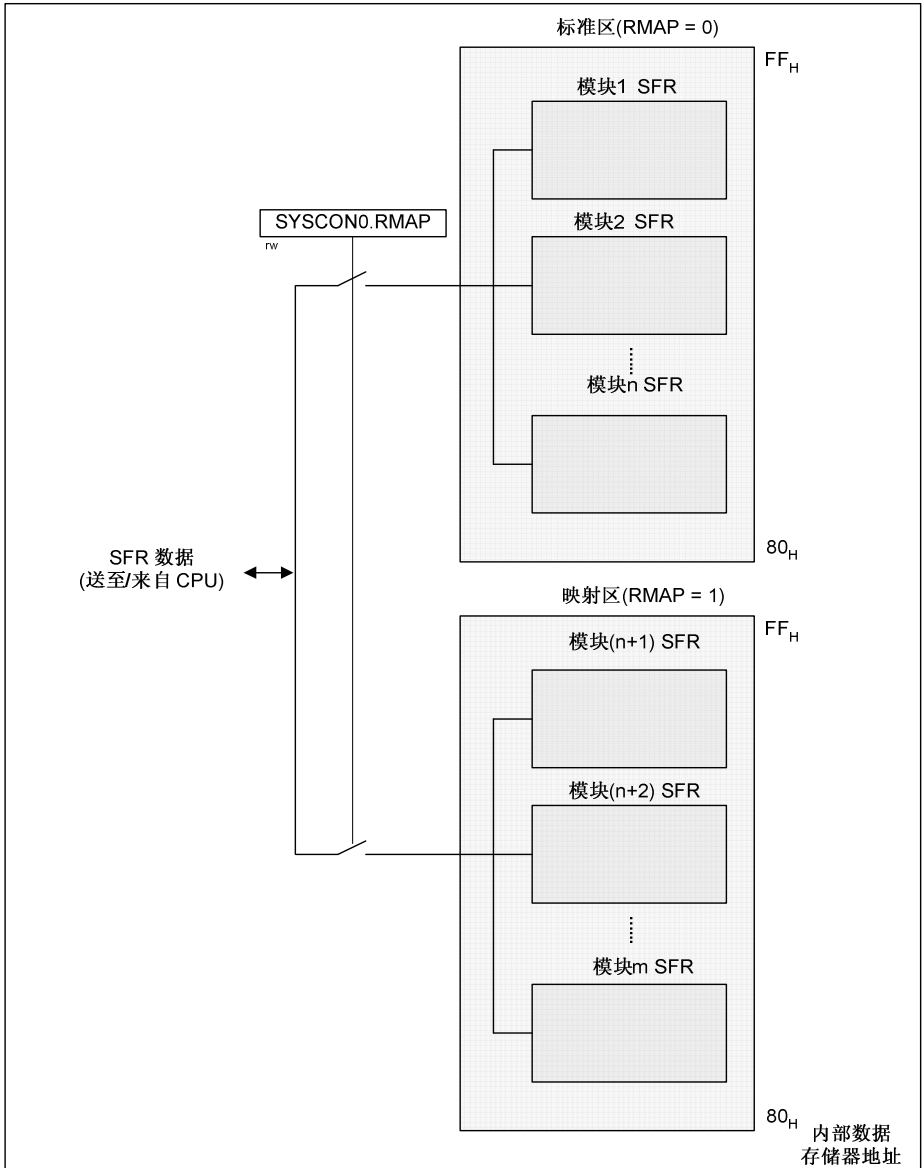 标准区(RMAP = 0)
FFH
模块1 SFR
SYSCON0.RMAP
rw
模块2 SFR
模块n SFR
80H
SFR 数据
(送至/来自 CPU)
映射区(RMAP = 1)
FFH
模块(n+1) SFR
模块(n+2) SFR
模块m SFR
80H
内部数据
存储器地址